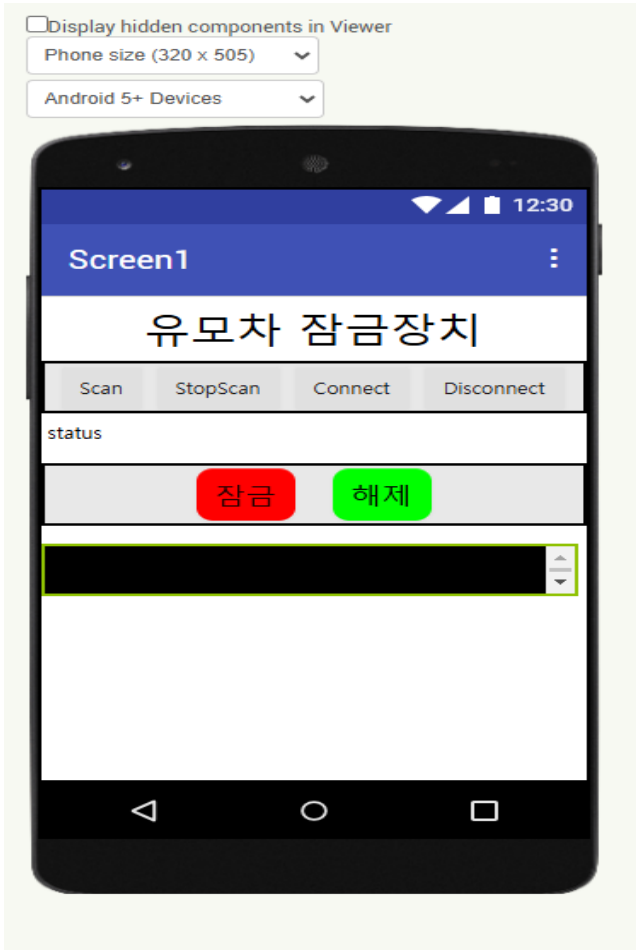 Display hidden components in Viewer
Phone size (320 x 505)
Android 5+ Devices
12:30
Screen1
유모차 잠금장치
Scan StopScan Connect Disconnect
status
잠금 해제